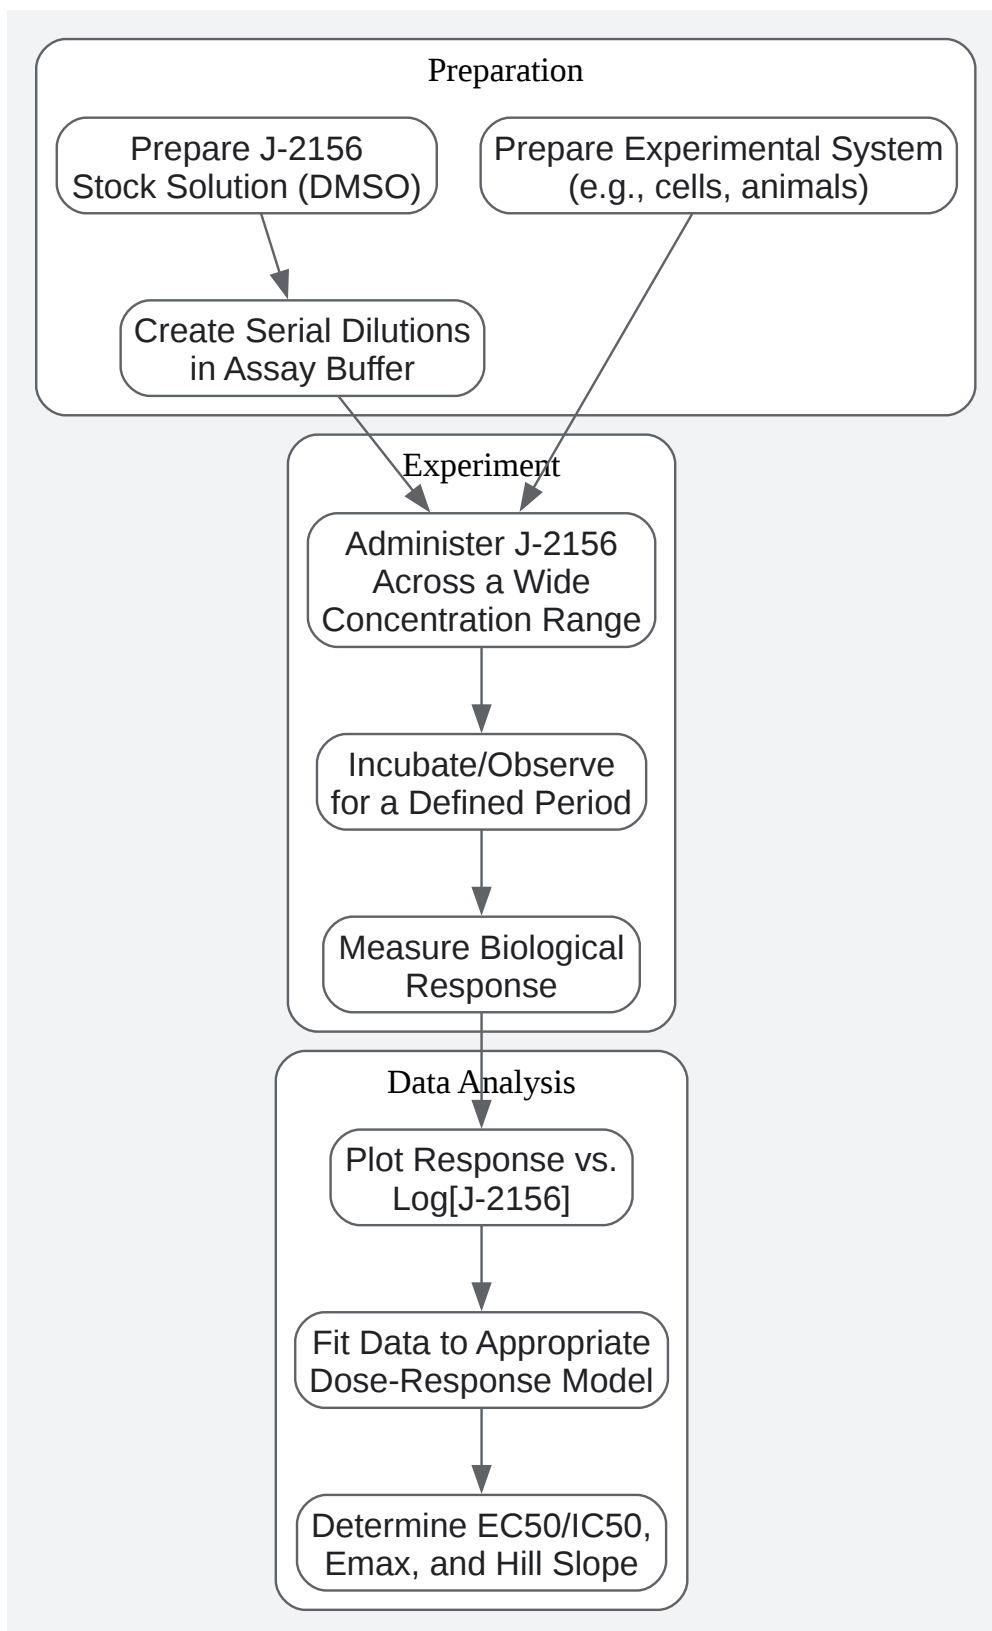 Preparation
Prepare J-2156
Stock Solution (DMSO)
Prepare Experimental System
(e.g., cells, animals)
Create Serial Dilutions
in Assay Buffer
Experiment
Administer J-2156
Across a Wide
Concentration Range
Incubate/Observe
for a Defined Period
Measure Biological
Response
Data Analysis
Plot Response vs.
Log[J-2156]
Fit Data to Appropriate
Dose-Response Model
Determine EC50/IC50,
Emax, and Hill Slope